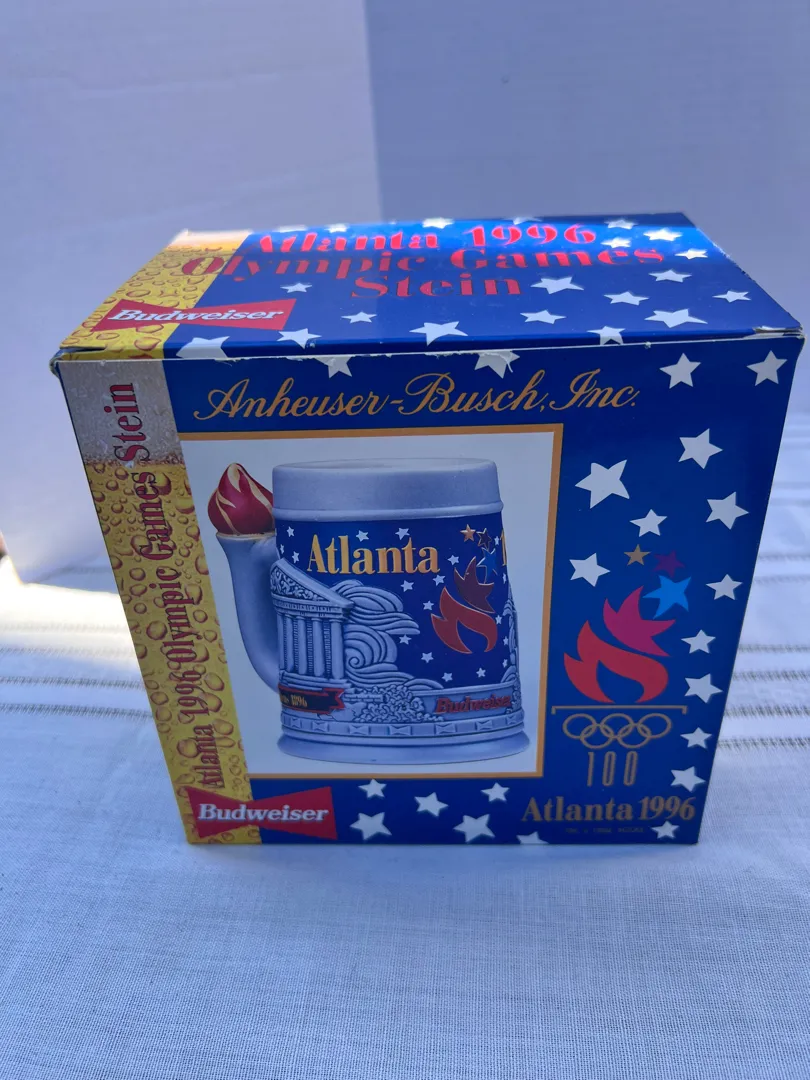 Atlanta 1996
Olympic Games
Stein
Budweiser
Anheuser-Busch, Inc.
Atlanta 1996 Olympic Games Stein
Atlanta
1896
Budweiser
100
Atlanta 1996
Budweiser